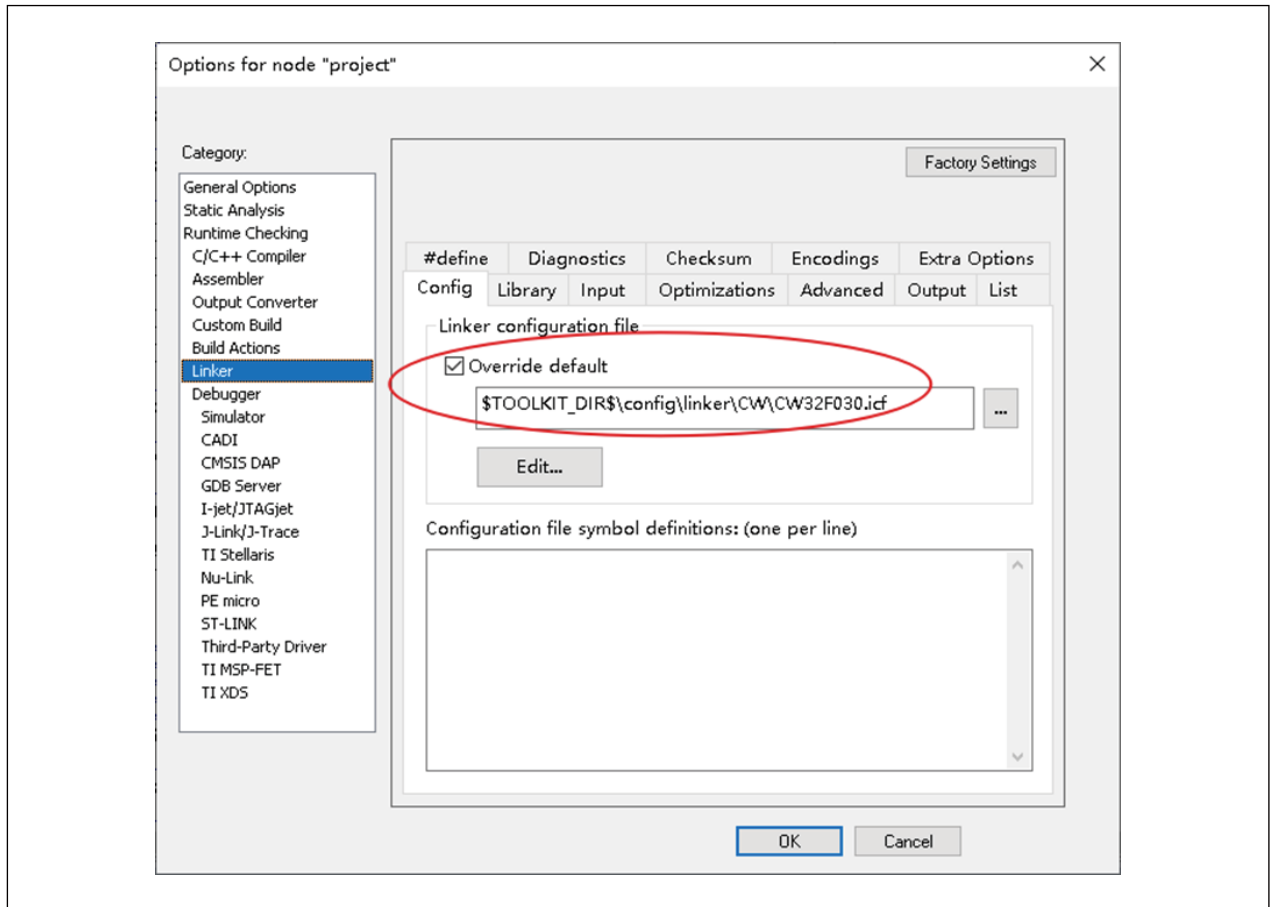 Options for node "project"
Category:
General Options
Static Analysis
Runtime Checking
C/C++ Compiler
Assembler
Output Converter
Custom Build
Build Actions
Linker
Debugger
Simulator
CADI
CMSIS DAP
GDB Server
I-jet/JTAGjet
J-Link/J-Trace
TI Stellaris
Nu-Link
PE micro
ST-LINK
Third-Party Driver
TI MSP-FET
TI XDS
Factory Settings
#define Diagnostics Checksum Encodings Extra Options
Config Library Input Optimizations Advanced Output List
Linker configuration file
Override default
$TOOLKIT_DIR$\config\linker\CW\CW32F030.icf
...
Edit...
Configuration file symbol definitions: (one per line)
OK Cancel